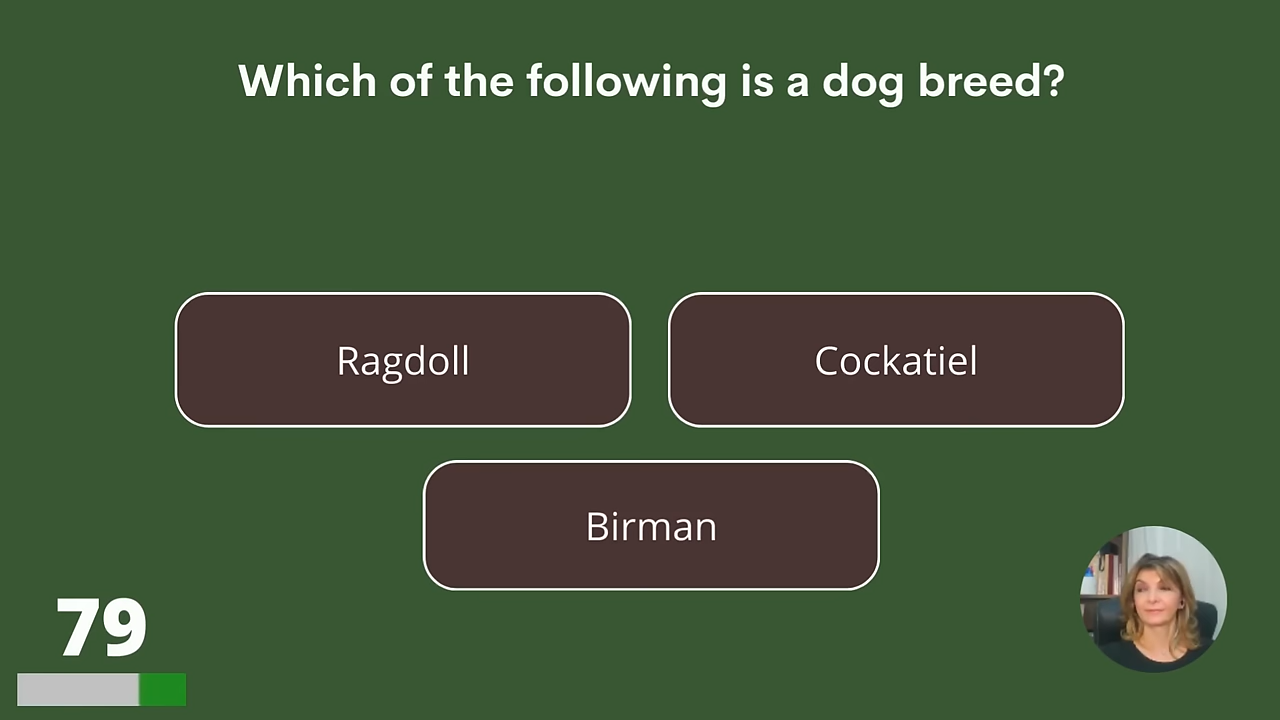 Which of the following is a dog breed?
Ragdoll
Cockatiel
Birman
79